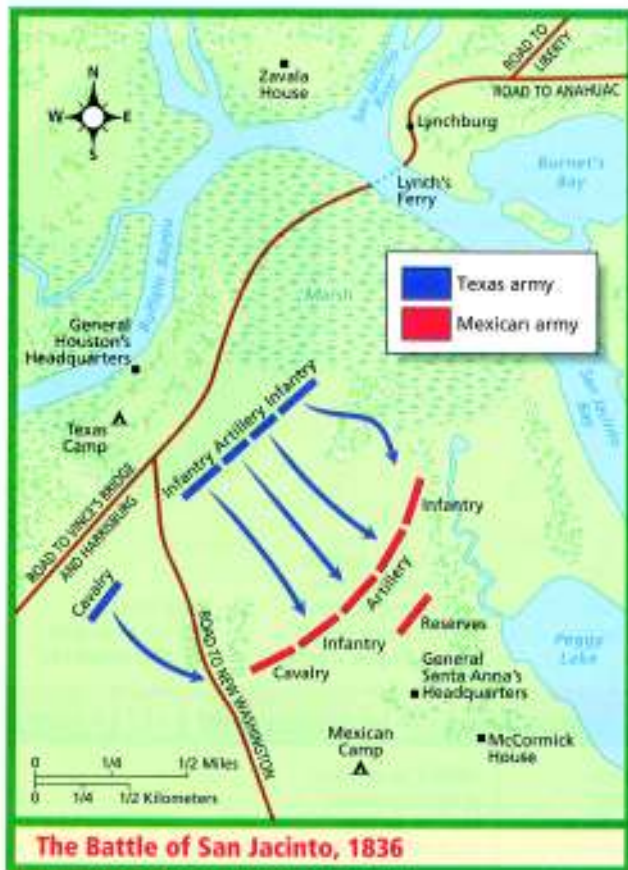 ROAD TO
LIBERTY
ROAD TO ANAHUAC
N
W E
S
Zavala
House
San Jacinto
River
Lynchburg
Burnet's
Bay
Lynch's
Ferry
Texas army
Mexican army
Marsh
Buffalo Bayou
General
Houston's
Headquarters
San Jacinto
Bay
Texas
Camp
Infantry Artillery Infantry
ROAD TO VINCE'S BRIDGE
AND HARRISBURG
Infantry
Artillery
Cavalry
Reserves
Infantry
Cavalry
ROAD TO NEW WASHINGTON
Peggy
Lake
General
Santa Anna's
Headquarters
Mexican
Camp
McCormick
House
0 1/4 1/2 Miles
0 1/4 1/2 Kilometers
The Battle of San Jacinto, 1836